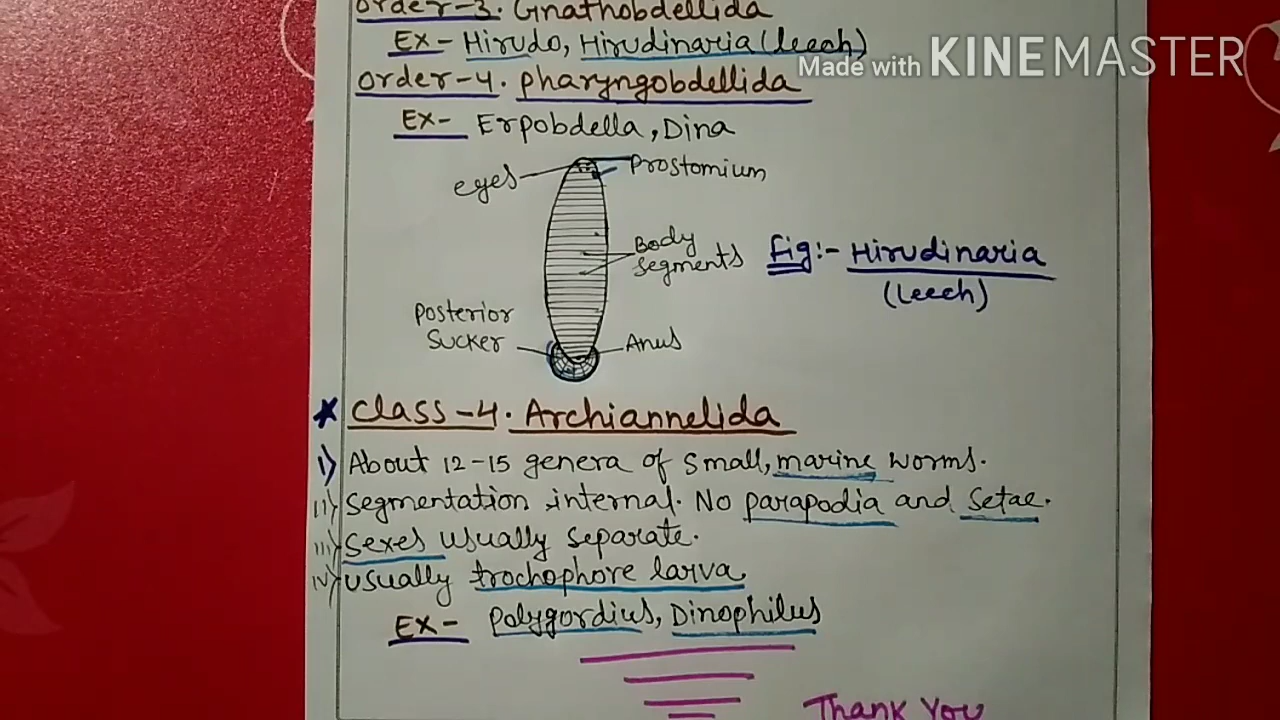 Order-3. Gnathobdellida
Ex- Hirudo, Hirudinaria (leech)
Made with KINEMASTER
Order-4. Pharyngobdellida
Ex- Erpobdella, Dina
eyes
Prostomium
Body
segments
Fig:- Hirudinaria
(Leech)
Posterior
Sucker
Anus
* Class-4. Archiannelida
i) About 12-15 genera of small, marine worms.
ii) Segmentation internal. No parapodia and setae.
iii) Sexes usually separate.
iv) usually trochophore larva
Ex- Polygordius, Dinophilus
Thank You